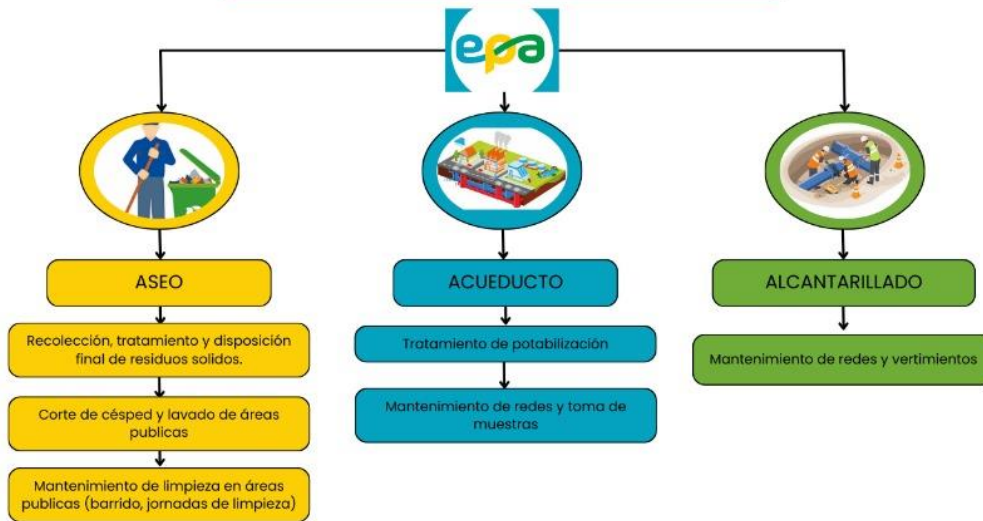 epa
ASEO
Recolección, tratamiento y disposición
final de residuos solidos.
Corte de césped y lavado de áreas
publicas
Mantenimiento de limpieza en áreas
publicas (barrido, jornadas de limpieza)
ACUEDUCTO
Tratamiento de potabilización
Mantenimiento de redes y toma de
muestras
ALCANTARILLADO
Mantenimiento de redes y vertimientos